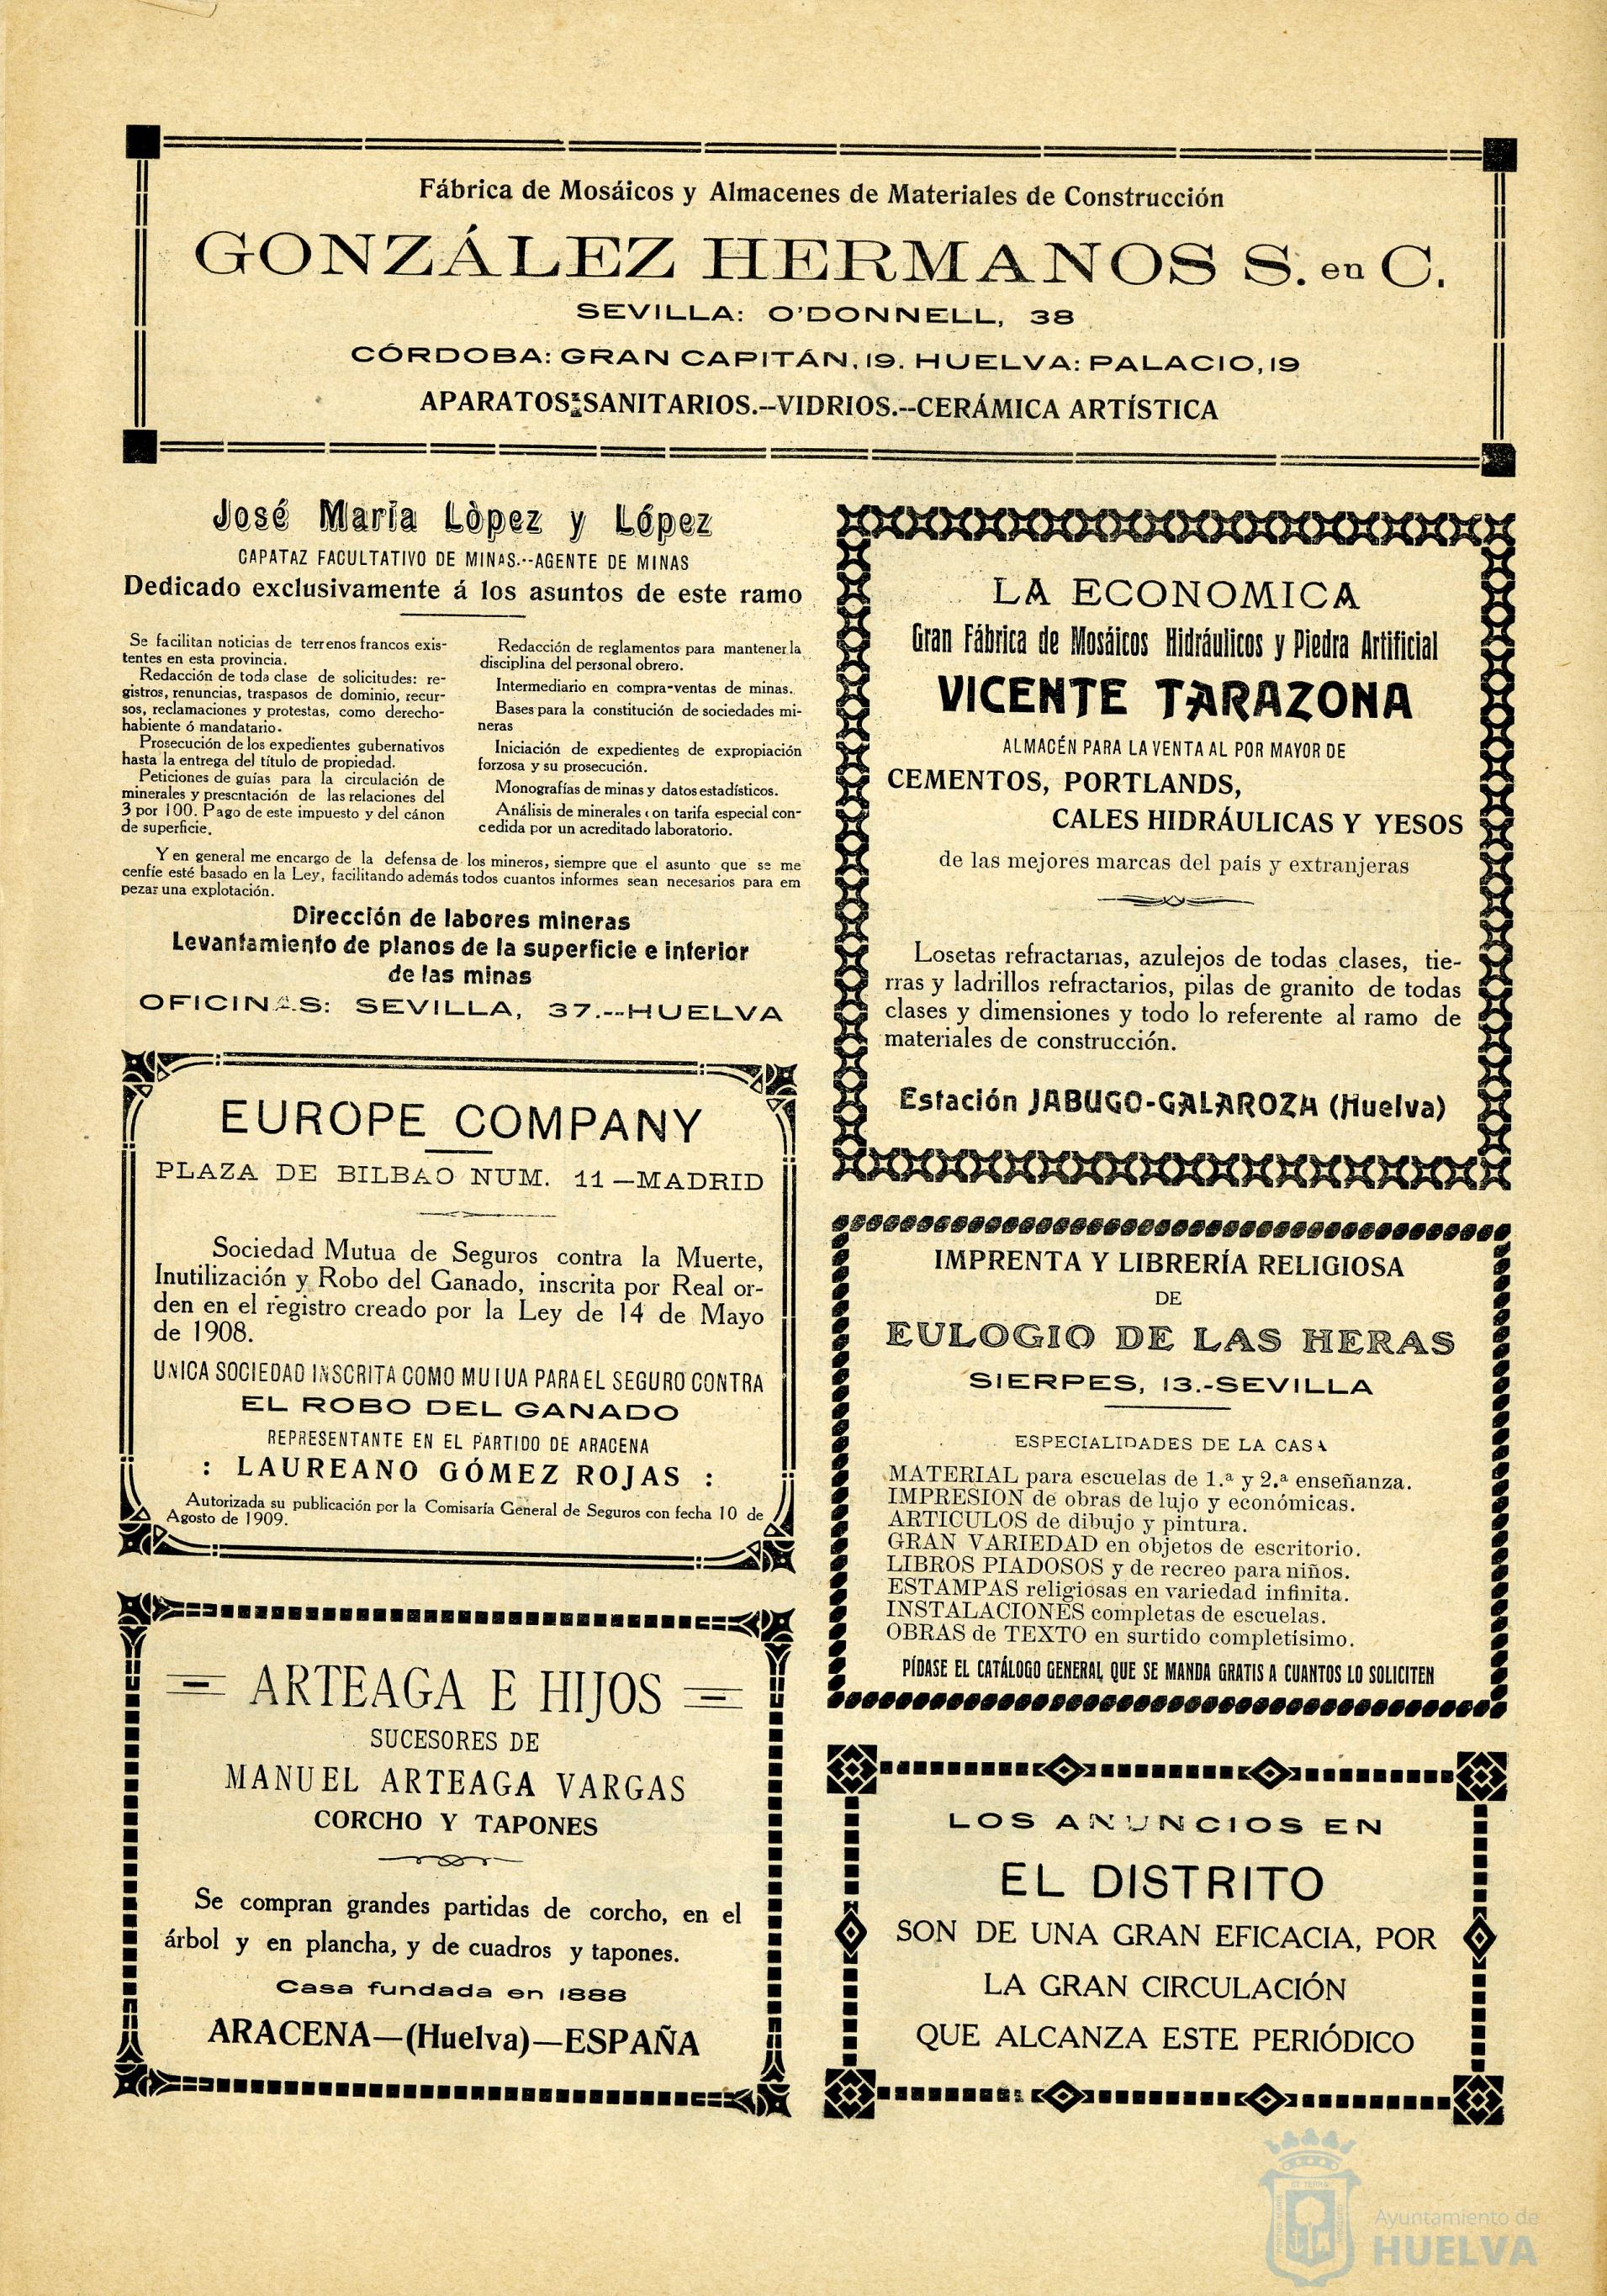 Fábrica de Mosáicos y Almacenes de Materiales de Construcción
GONZÁLEZ HERMANOS S. en C.
SEVILLA: O'DONNELL, 38
CÓRDOBA: GRAN CAPITÁN, 19. HUELVA: PALACIO, 19
APARATOS SANITARIOS.--VIDRIOS.--CERÁMICA ARTÍSTICA
José María Lòpez y López
CAPATAZ FACULTATIVO DE MINAS.--AGENTE DE MINAS
Dedicado exclusivamente á los asuntos de este ramo
Se facilitan noticias de terrenos francos exis-
tentes en esta provincia.
Redacción de toda clase de solicitudes: re-
gistros, renuncias, traspasos de dominio, recur-
sos, reclamaciones y protestas, como derecho-
habiente ó mandatario.
Prosecución de los expedientes gubernativos
hasta la entrega del título de propiedad.
Peticiones de guías para la circulación de
minerales y presentación de las relaciones del
3 por 100. Pago de este impuesto y del cánon
de superficie.
Redacción de reglamentos para mantener la
disciplina del personal obrero.
Intermediario en compra-ventas de minas.
Bases para la constitución de sociedades mi-
neras
Iniciación de expedientes de expropiación
forzosa y su prosecución.
Monografías de minas y datos estadísticos.
Análisis de minerales con tarifa especial con-
cedida por un acreditado laboratorio.
Y en general me encargo de la defensa de los mineros, siempre que el asunto que se me
cenfíe esté basado en la Ley, facilitando además todos cuantos informes sean necesarios para em
pezar una explotación.
Dirección de labores mineras
Levantamiento de planos de la superficie e interior
de las minas
OFICINAS: SEVILLA, 37.--HUELVA
EUROPE COMPANY
PLAZA DE BILBAO NUM. 11—MADRID
Sociedad Mutua de Seguros contra la Muerte,
Inutilización y Robo del Ganado, inscrita por Real or-
den en el registro creado por la Ley de 14 de Mayo
de 1908.
UNICA SOCIEDAD INSCRITA COMO MUTUA PARA EL SEGURO CONTRA
EL ROBO DEL GANADO
REPRESENTANTE EN EL PARTIDO DE ARACENA
: LAUREANO GÓMEZ ROJAS :
Autorizada su publicación por la Comisaría General de Seguros con fecha 10 de
Agosto de 1909.
ARTEAGA E HIJOS
SUCESORES DE
MANUEL ARTEAGA VARGAS
CORCHO Y TAPONES
Se compran grandes partidas de corcho, en el
árbol y en plancha, y de cuadros y tapones.
Casa fundada en 1888
ARACENA—(Huelva)—ESPAÑA
LA ECONOMICA
Gran Fábrica de Mosáicos Hidráulicos y Piedra Artificial
VICENTE TARAZONA
ALMACÉN PARA LA VENTA AL POR MAYOR DE
CEMENTOS, PORTLANDS,
CALES HIDRÁULICAS Y YESOS
de las mejores marcas del país y extranjeras
Losetas refractarias, azulejos de todas clases, tie-
rras y ladrillos refractarios, pilas de granito de todas
clases y dimensiones y todo lo referente al ramo de
materiales de construcción.
Estación JABUGO-GALAROZA (Huelva)
IMPRENTA Y LIBRERÍA RELIGIOSA
DE
EULOGIO DE LAS HERAS
SIERPES, 13.-SEVILLA
ESPECIALIDADES DE LA CASA
MATERIAL para escuelas de 1.ª y 2.ª enseñanza.
IMPRESION de obras de lujo y económicas.
ARTICULOS de dibujo y pintura.
GRAN VARIEDAD en objetos de escritorio.
LIBROS PIADOSOS y de recreo para niños.
ESTAMPAS religiosas en variedad infinita.
INSTALACIONES completas de escuelas.
OBRAS de TEXTO en surtido completisimo.
PÍDASE EL CATÁLOGO GENERAL QUE SE MANDA GRATIS A CUANTOS LO SOLICITEN
LOS ANUNCIOS EN
EL DISTRITO
SON DE UNA GRAN EFICACIA, POR
LA GRAN CIRCULACIÓN
QUE ALCANZA ESTE PERIÓDICO
Ayuntamiento de
HUELVA